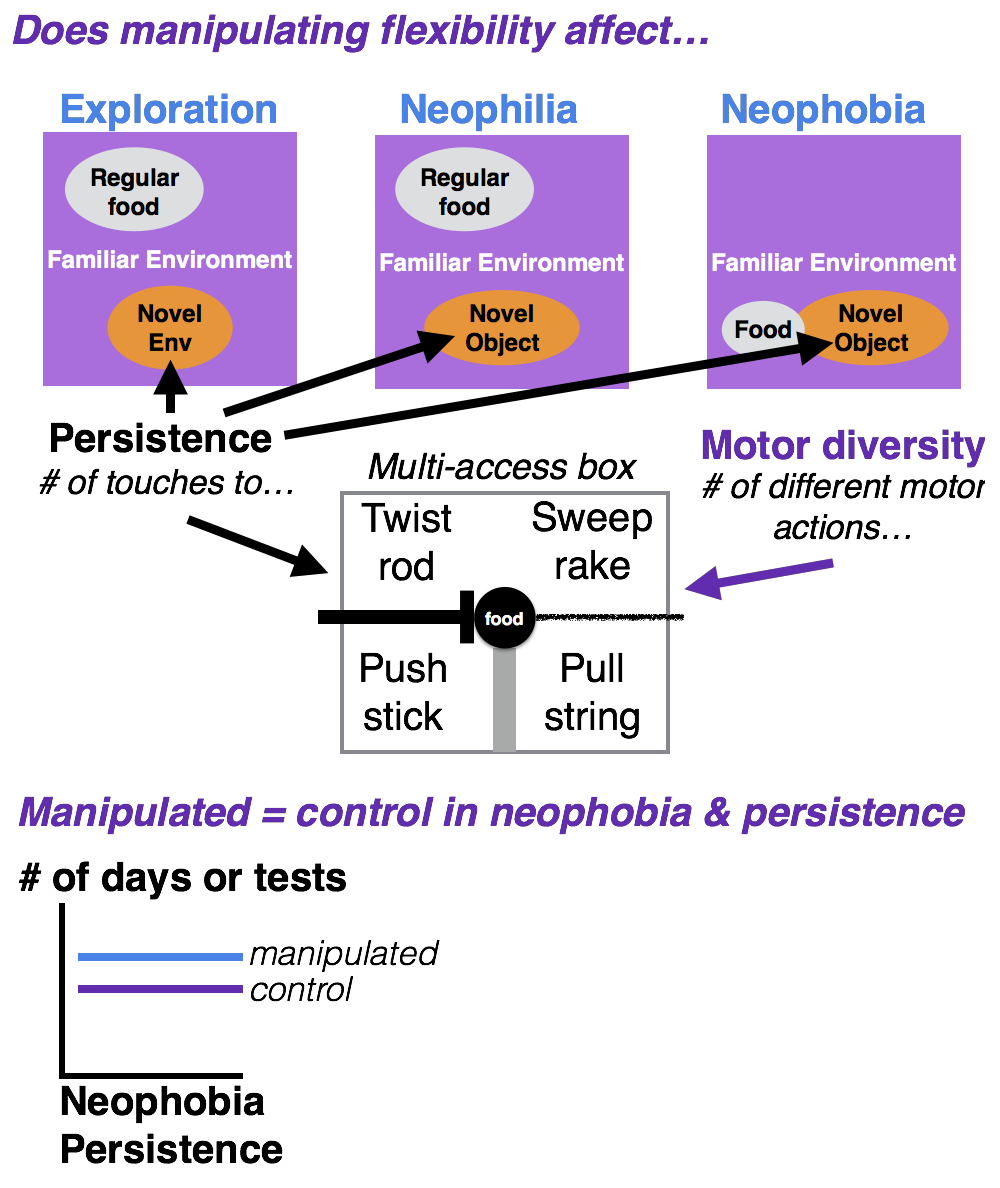 Does manipulating flexibility affect…
Exploration
Neophilia
Neophobia
Regular
food
Familiar Environment
Novel
Env
Regular
food
Familiar Environment
Novel
Object
Familiar Environment
Food
Novel
Object
Persistence
# of touches to…
Multi-access box
Motor diversity
# of different motor
actions…
Twist
rod
Sweep
rake
food
Push
stick
Pull
string
Manipulated = control in neophobia & persistence
# of days or tests
manipulated
control
Neophobia
Persistence